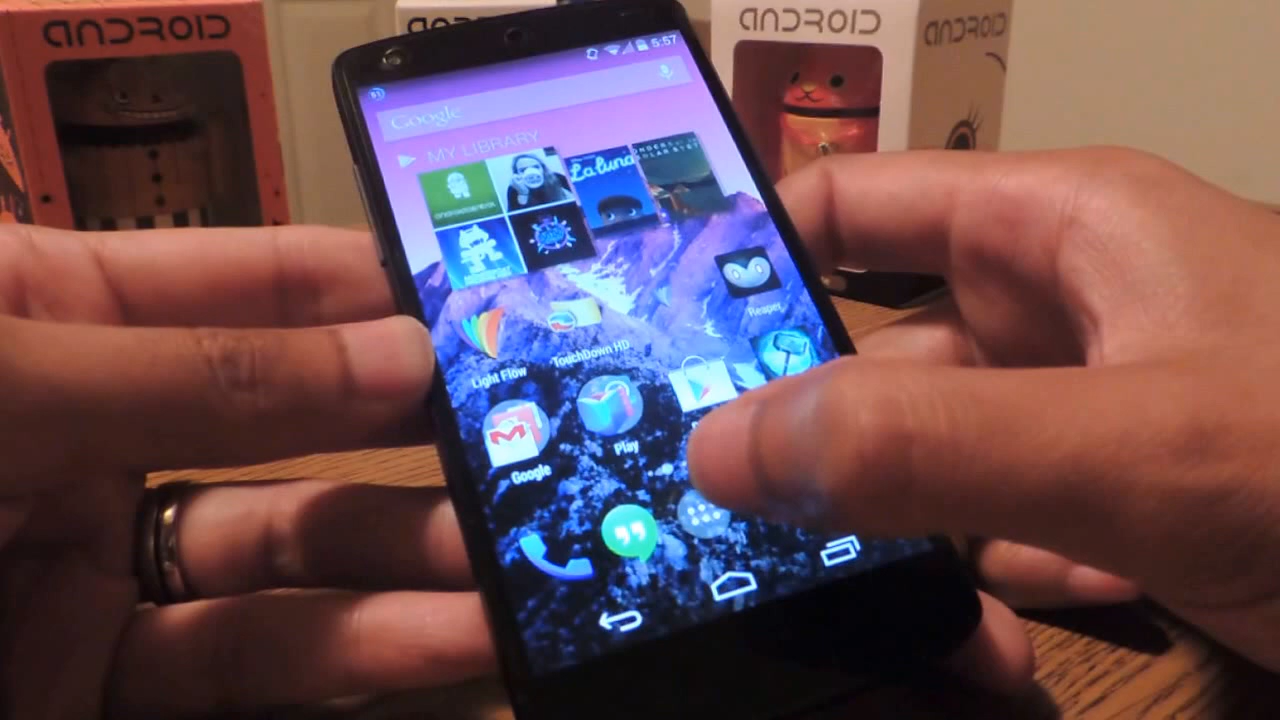 ANDROID
ANDROID
ANDROID
5:57
Google
MY LIBRARY
La luna
Reaper
TouchDown HD
Light Flow
Play
Google